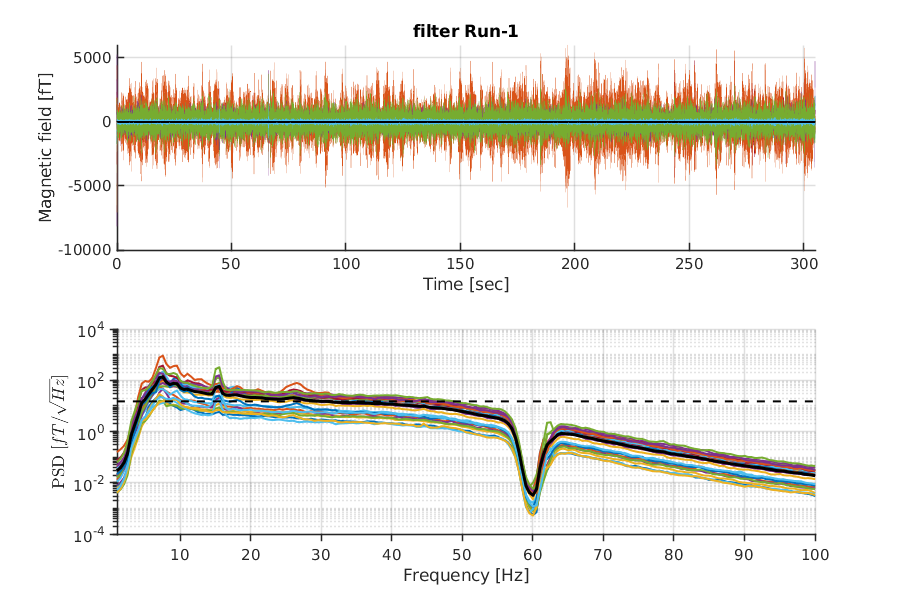 filter Run-1
Magnetic field [fT]
5000
0
-5000
-10000
0 50 100 150 200 250 300
Time [sec]
PSD [fT/√Hz]
10^4
10^2
10^0
10^-2
10^-4
10 20 30 40 50 60 70 80 90 100
Frequency [Hz]